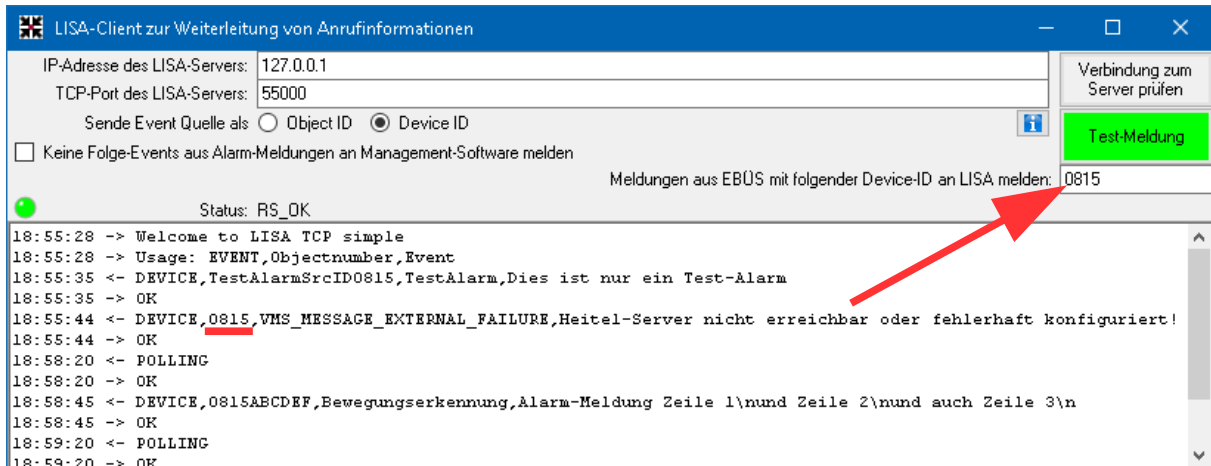 LISA-Client zur Weiterleitung von Anrufinformationen
IP-Adresse des LISA-Servers: 127.0.0.1
Verbindung zum
Server prüfen
TCP-Port des LISA-Servers: 55000
Sende Event Quelle als Object ID Device ID
Test-Meldung
Keine Folge-Events aus Alarm-Meldungen an Management-Software melden
Meldungen aus EBÜS mit folgender Device-ID an LISA melden: 0815
Status: RS_OK
18:55:28 -> Welcome to LISA TCP simple
18:55:28 -> Usage: EVENT,Objectnumber,Event
18:55:35 <- DEVICE,TestAlarmSrcID0815,TestAlarm,Dies ist nur ein Test-Alarm
18:55:35 -> OK
18:55:44 <- DEVICE,0815,VMS_MESSAGE_EXTERNAL_FAILURE,Heitel-Server nicht erreichbar oder fehlerhaft konfiguriert!
18:55:44 -> OK
18:58:20 <- POLLING
18:58:20 -> OK
18:58:45 <- DEVICE,0815ABCDEF,Bewegungserkennung,Alarm-Meldung Zeile 1\nund Zeile 2\nund auch Zeile 3\n
18:58:45 -> OK
18:59:20 <- POLLING
18:59:20 -> OK